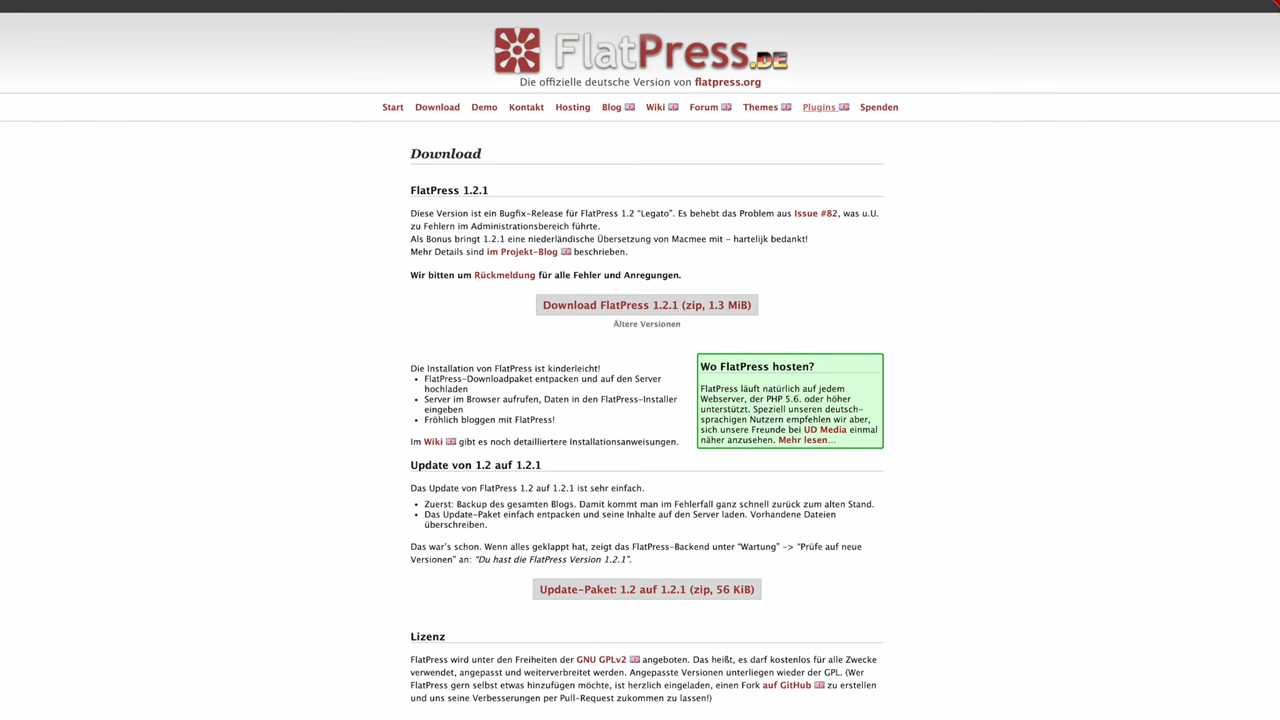 FlatPress.DE
Die offizielle deutsche Version von flatpress.org
Start Download Demo Kontakt Hosting Blog Wiki Forum Themes Plugins Spenden
Download
FlatPress 1.2.1
Diese Version ist ein Bugfix-Release für FlatPress 1.2 “Legato”. Es behebt das Problem aus Issue #82, was u.U.
zu Fehlern im Administrationsbereich führte.
Als Bonus bringt 1.2.1 eine niederländische Übersetzung von Macmee mit – hartelijk bedankt!
Mehr Details sind im Projekt-Blog beschrieben.
Wir bitten um Rückmeldung für alle Fehler und Anregungen.
Download FlatPress 1.2.1 (zip, 1.3 MiB)
Ältere Versionen
Die Installation von FlatPress ist kinderleicht!
• FlatPress-Downloadpaket entpacken und auf den Server
hochladen
• Server im Browser aufrufen, Daten in den FlatPress-Installer
eingeben
• Fröhlich bloggen mit FlatPress!
Im Wiki gibt es noch detailliertere Installationsanweisungen.
Wo FlatPress hosten?
FlatPress läuft natürlich auf jedem
Webserver, der PHP 5.6. oder höher
unterstützt. Speziell unseren deutsch-
sprachigen Nutzern empfehlen wir aber,
sich unsere Freunde bei UD Media einmal
näher anzusehen. Mehr lesen...
Update von 1.2 auf 1.2.1
Das Update von FlatPress 1.2 auf 1.2.1 ist sehr einfach.
• Zuerst: Backup des gesamten Blogs. Damit kommt man im Fehlerfall ganz schnell zurück zum alten Stand.
• Das Update-Paket einfach entpacken und seine Inhalte auf den Server laden. Vorhandene Dateien
überschreiben.
Das war’s schon. Wenn alles geklappt hat, zeigt das FlatPress-Backend unter “Wartung” -> “Prüfe auf neue
Versionen” an: “Du hast die FlatPress Version 1.2.1”.
Update-Paket: 1.2 auf 1.2.1 (zip, 56 KiB)
Lizenz
FlatPress wird unter den Freiheiten der GNU GPLv2 angeboten. Das heißt, es darf kostenlos für alle Zwecke
verwendet, angepasst und weiterverbreitet werden. Angepasste Versionen unterliegen wieder der GPL. (Wer
FlatPress gern selbst etwas hinzufügen möchte, ist herzlich eingeladen, einen Fork auf GitHub zu erstellen
und uns seine Verbesserungen per Pull-Request zukommen zu lassen!)